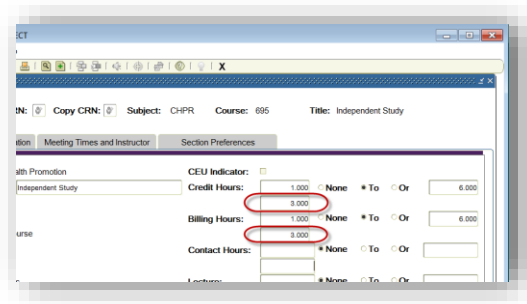 ECT
X
RN: Copy CRN: Subject: CHPR Course: 695 Title: Independent Study
ation Meeting Times and Instructor Section Preferences
alth Promotion CEU Indicator:
Independent Study Credit Hours: 1.000 None To Or 6.000
3.000
Billing Hours: 1.000 None To Or 6.000
ourse 3.000
Contact Hours: None To Or
s Lecture: None To Or